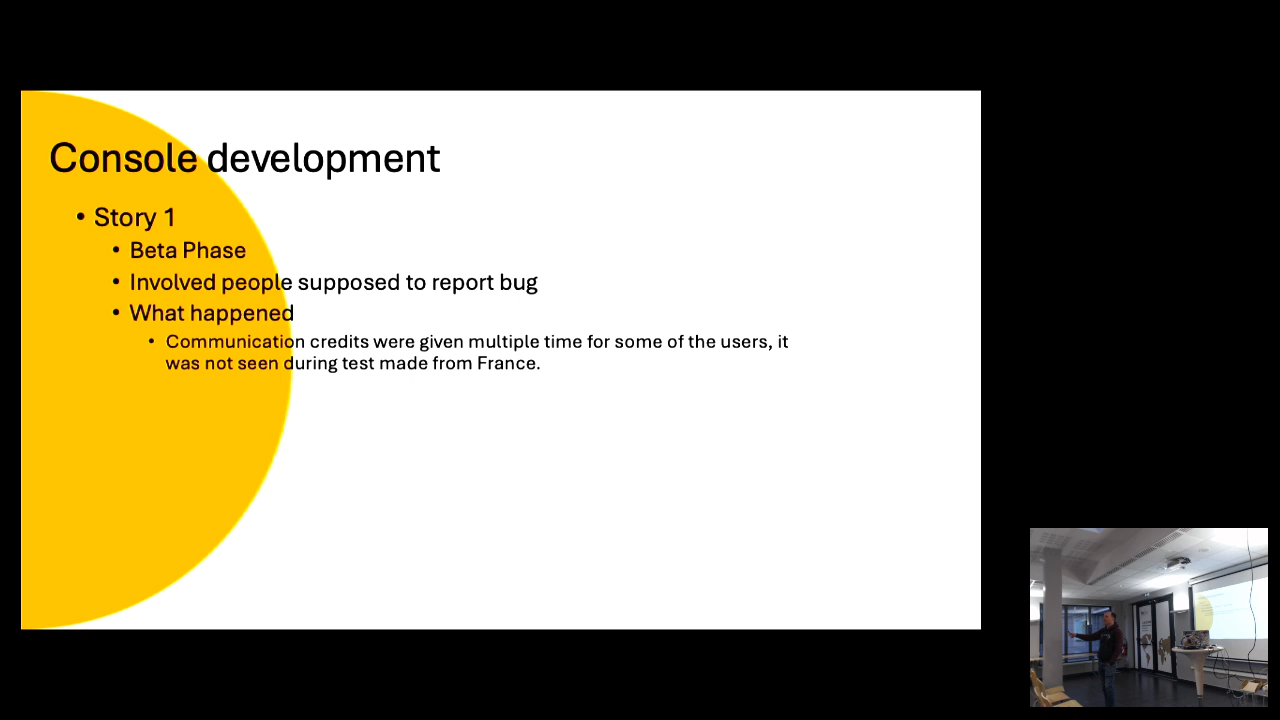 Console development
• Story 1
• Beta Phase
• Involved people supposed to report bug
• What happened
• Communication credits were given multiple time for some of the users, it
was not seen during test made from France.